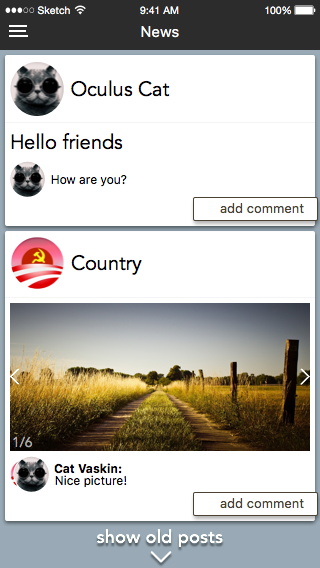 Sketch 9:41 AM 100%
News
Oculus Cat
Hello friends
How are you?
add comment
Country
1/6
Cat Vaskin:
Nice picture!
add comment
show old posts